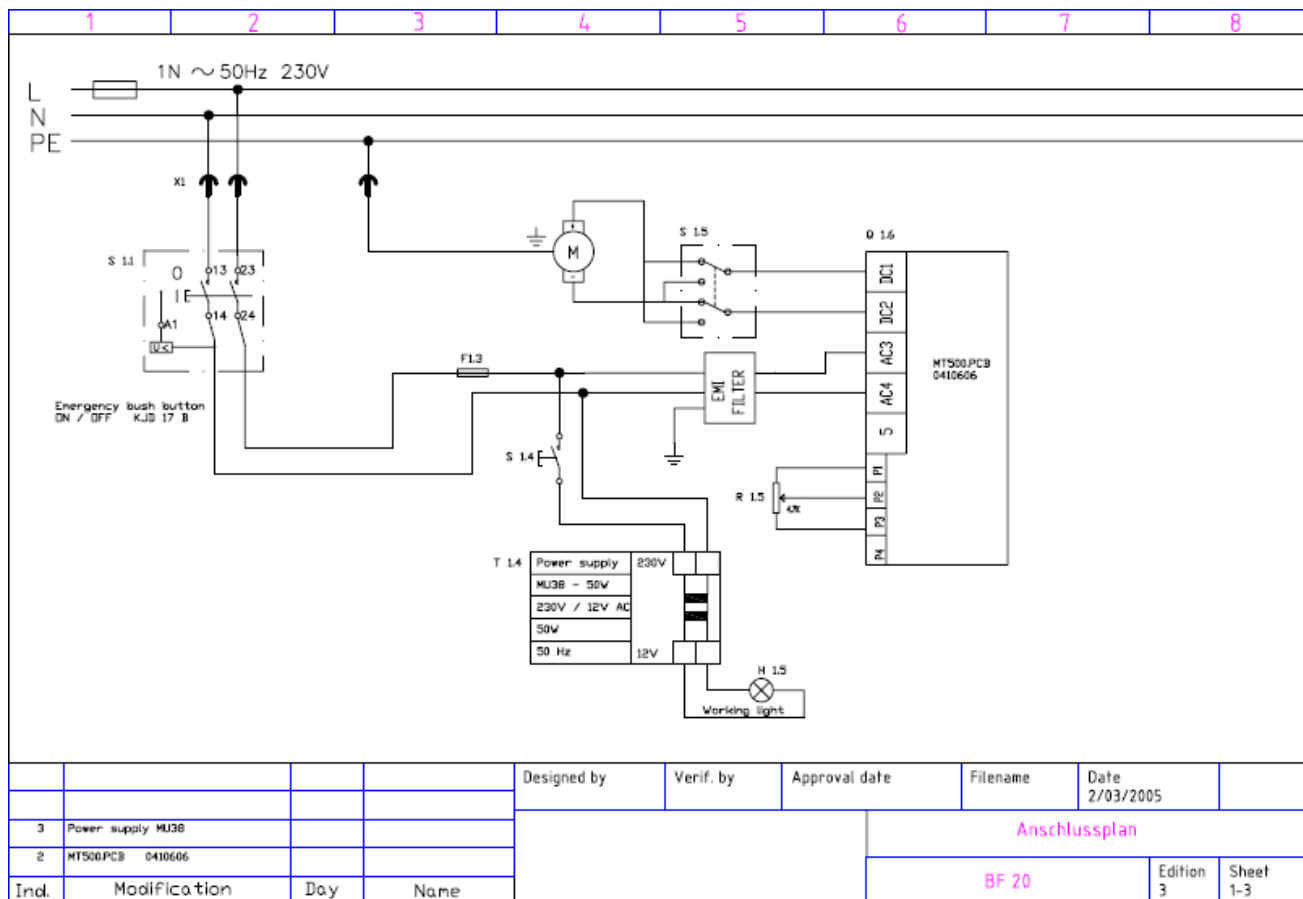 1 2 3 4 5 6 7 8
1N ~ 50Hz 230V
L
N
PE
X1
S 1.1
0
13 23
I
14 24
A1
U<
Emergency bush button
ON / OFF KJD 17 B
M
S 1.5
Q 1.6
DC1
DC2
AC3
AC4
5
P1
P2
P3
P4
MT500.PCB
0410606
F1.3
EMI
FILTER
S 1.4
R 1.5
4,7K
T 1.4
Power supply 230V
MU38 - 50W
230V / 12V AC
50W
50 Hz 12V
H 1.5
Working light
Designed by Verif. by Approval date Filename Date
2/03/2005
3 Power supply MU38
2 MT500.PCB 0410606
Ind. Modification Day Name
Anschlussplan
BF 20
Edition
3
Sheet
1-3